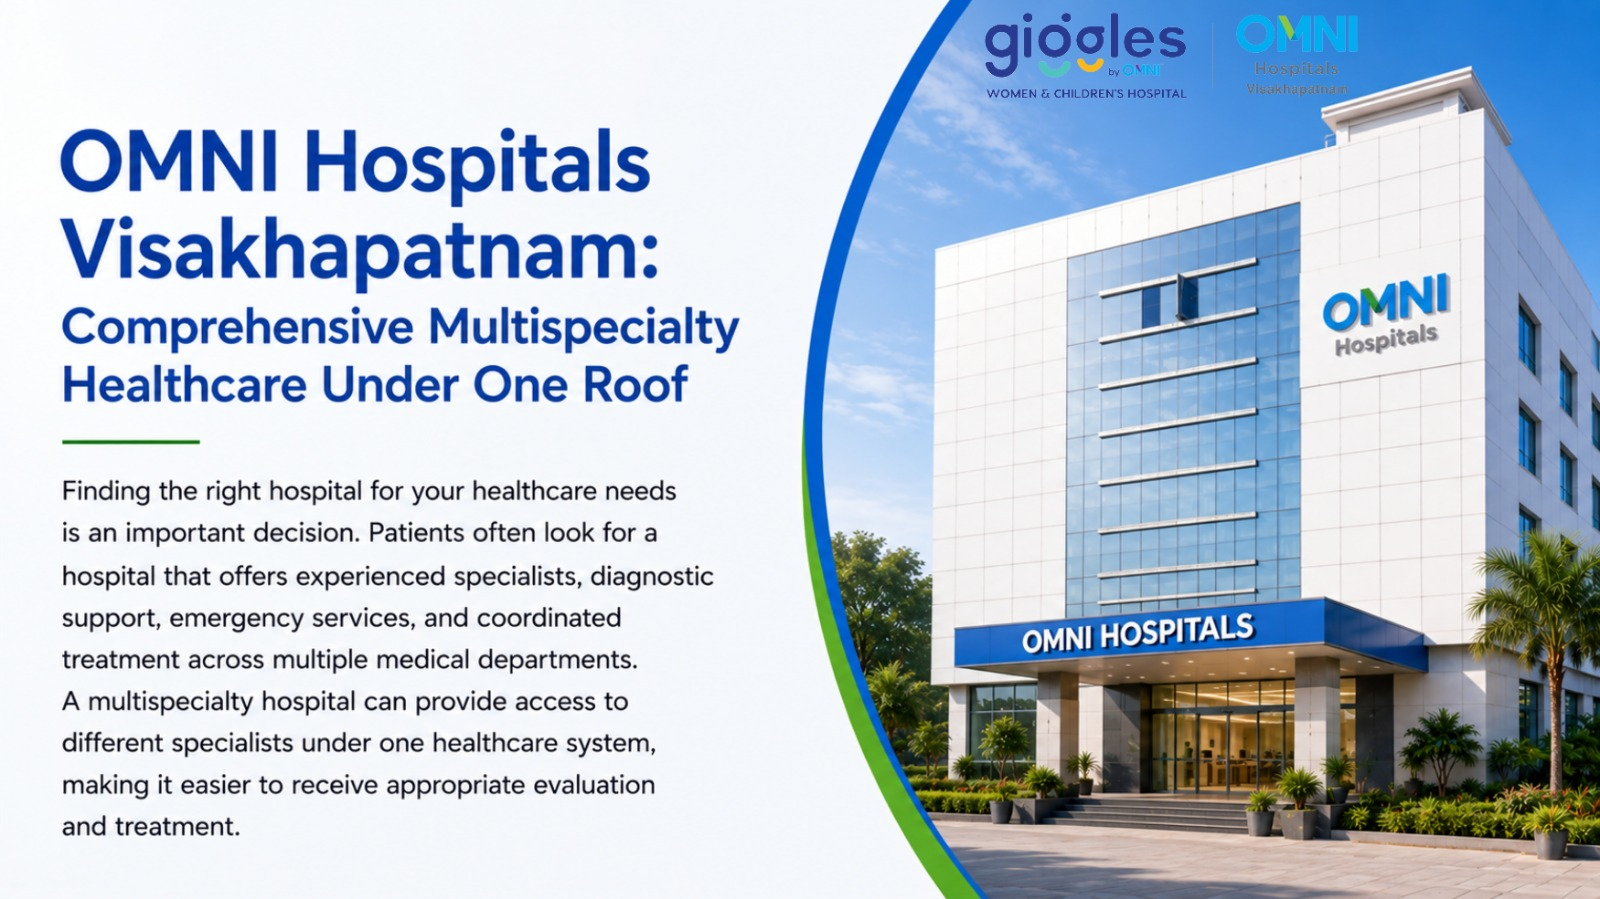 giggles
by OMNI
WOMEN & CHILDREN'S HOSPITAL
OMNI
Hospitals
Visakhapatnam
OMNI Hospitals
Visakhapatnam:
Comprehensive Multispecialty
Healthcare Under One Roof
Finding the right hospital for your healthcare needs
is an important decision. Patients often look for a
hospital that offers experienced specialists, diagnostic
support, emergency services, and coordinated
treatment across multiple medical departments.
A multispecialty hospital can provide access to
different specialists under one healthcare system,
making it easier to receive appropriate evaluation
and treatment.
OMNI
Hospitals
OMNI HOSPITALS